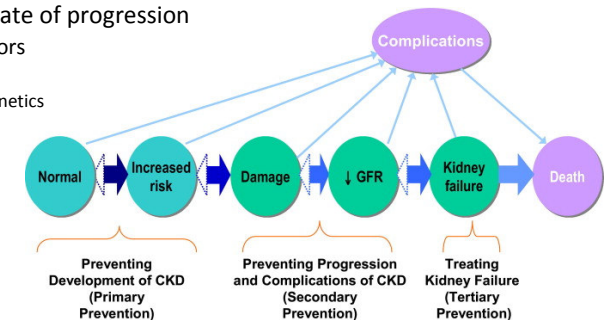 ate of progression
ors
netics
Complications
Normal
Increased
risk
Damage
↓ GFR
Kidney
failure
Death
Preventing
Development of CKD
(Primary
Prevention)
Preventing Progression
and Complications of CKD
(Secondary
Prevention)
Treating
Kidney Failure
(Tertiary
Prevention)